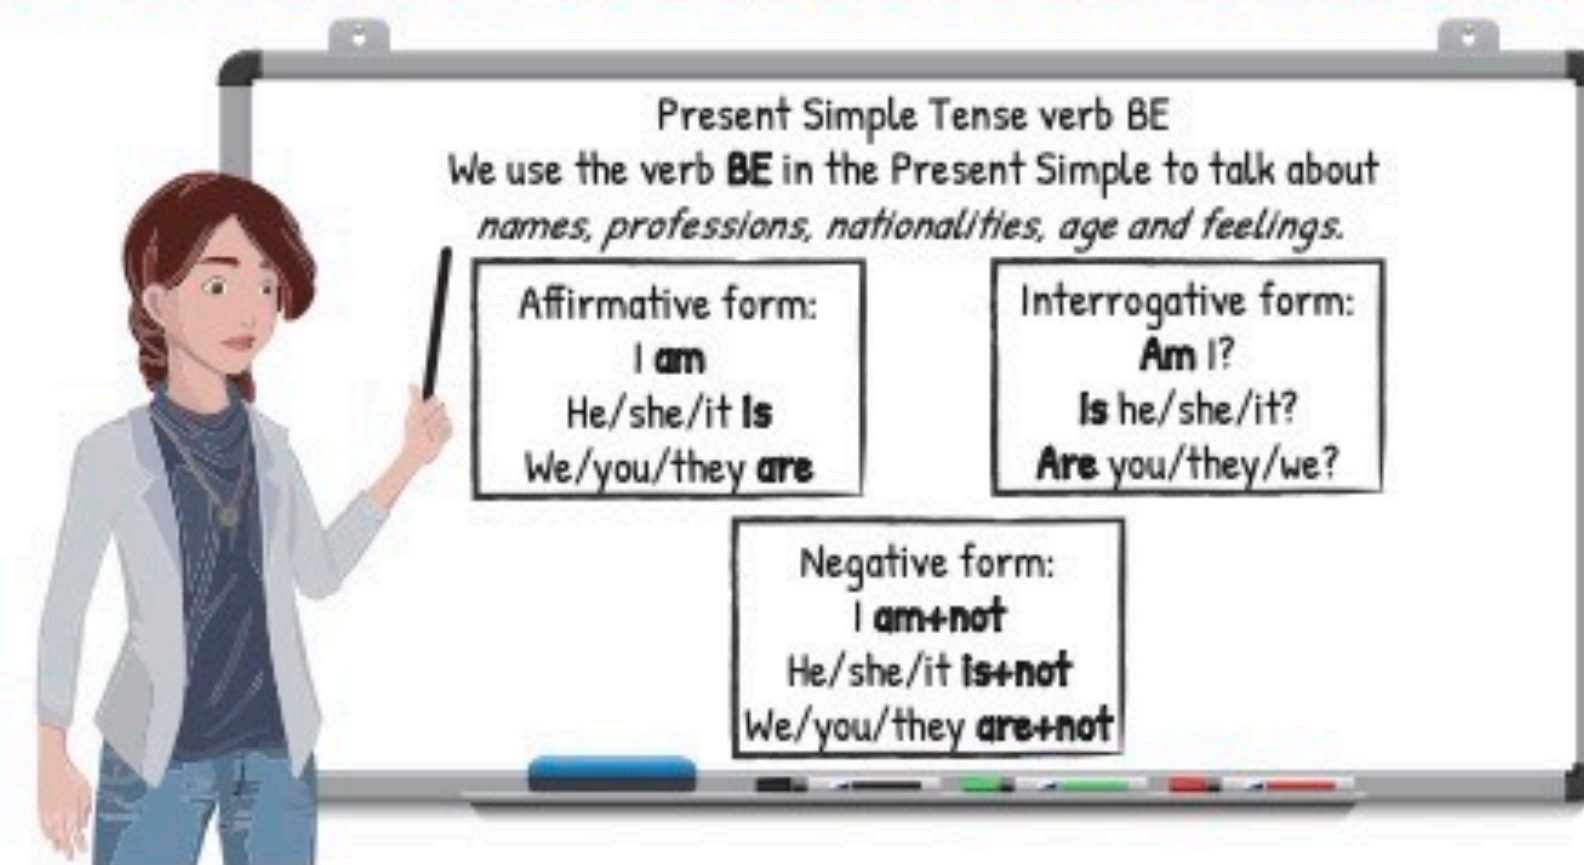 Present Simple Tense verb BE
We use the verb BE in the Present Simple to talk about
names, professions, nationalities, age and feelings.
Affirmative form:
I am
He/she/it is
We/you/they are
Interrogative form:
Am I?
Is he/she/it?
Are you/they/we?
Negative form:
I am+not
He/she/it is+not
We/you/they are+not